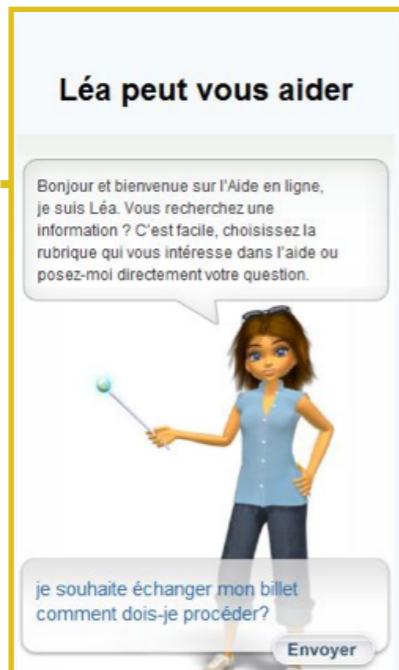 Léa peut vous aider
Bonjour et bienvenue sur l'Aide en ligne,
je suis Léa. Vous recherchez une
information ? C'est facile, choisissez la
rubrique qui vous intéresse dans l'aide ou
posez-moi directement votre question.
je souhaite échanger mon billet
comment dois-je procéder?
Envoyer